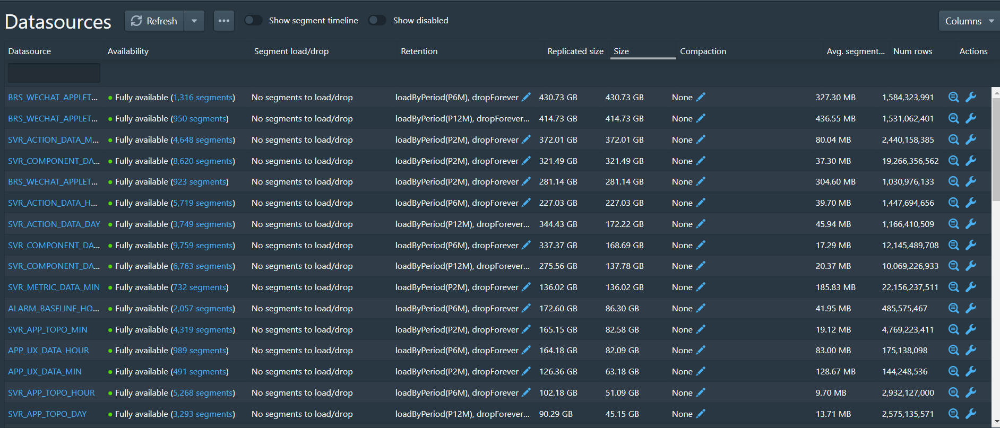 Datasources Refresh ••• Show segment timeline Show disabled Columns
Datasource Availability Segment load/drop Retention Replicated size Size Compaction Avg. segment... Num rows Actions
BRS_WECHAT_APPLET... Fully available (1,316 segments) No segments to load/drop loadByPeriod(P6M), dropForever 430.73 GB 430.73 GB None 327.30 MB 1,584,323,991
BRS_WECHAT_APPLET... Fully available (950 segments) No segments to load/drop loadByPeriod(P12M), dropForever... 414.73 GB 414.73 GB None 436.55 MB 1,531,062,401
SVR_ACTION_DATA_M... Fully available (4,648 segments) No segments to load/drop loadByPeriod(P2M), dropForever 372.01 GB 372.01 GB None 80.04 MB 2,440,158,385
SVR_COMPONENT_DA... Fully available (8,620 segments) No segments to load/drop loadByPeriod(P2M), dropForever 321.49 GB 321.49 GB None 37.30 MB 19,266,356,562
BRS_WECHAT_APPLET... Fully available (923 segments) No segments to load/drop loadByPeriod(P2M), dropForever 281.14 GB 281.14 GB None 304.60 MB 1,030,976,133
SVR_ACTION_DATA_H... Fully available (5,719 segments) No segments to load/drop loadByPeriod(P6M), dropForever 227.03 GB 227.03 GB None 39.70 MB 1,447,694,656
SVR_ACTION_DATA_DAY Fully available (3,749 segments) No segments to load/drop loadByPeriod(P12M), dropForever... 344.43 GB 172.22 GB None 45.94 MB 1,166,410,509
SVR_COMPONENT_DA... Fully available (9,759 segments) No segments to load/drop loadByPeriod(P6M), dropForever 337.37 GB 168.69 GB None 17.29 MB 12,145,489,708
SVR_COMPONENT_DA... Fully available (6,763 segments) No segments to load/drop loadByPeriod(P12M), dropForever... 275.56 GB 137.78 GB None 20.37 MB 10,069,226,933
SVR_METRIC_DATA_MIN Fully available (732 segments) No segments to load/drop loadByPeriod(P2M), dropForever 136.02 GB 136.02 GB None 185.83 MB 22,156,237,511
ALARM_BASELINE_HO... Fully available (2,057 segments) No segments to load/drop loadByPeriod(P6M), dropForever 172.60 GB 86.30 GB None 41.95 MB 485,575,467
SVR_APP_TOPO_MIN Fully available (4,319 segments) No segments to load/drop loadByPeriod(P2M), dropForever 165.15 GB 82.58 GB None 19.12 MB 4,769,223,411
APP_UX_DATA_HOUR Fully available (989 segments) No segments to load/drop loadByPeriod(P6M), dropForever 164.18 GB 82.09 GB None 83.00 MB 175,138,098
APP_UX_DATA_MIN Fully available (491 segments) No segments to load/drop loadByPeriod(P2M), dropForever 126.36 GB 63.18 GB None 128.67 MB 144,248,536
SVR_APP_TOPO_HOUR Fully available (5,268 segments) No segments to load/drop loadByPeriod(P6M), dropForever 102.18 GB 51.09 GB None 9.70 MB 2,932,127,000
SVR_APP_TOPO_DAY Fully available (3,293 segments) No segments to load/drop loadByPeriod(P12M), dropForever... 90.29 GB 45.15 GB None 13.71 MB 2,575,135,571